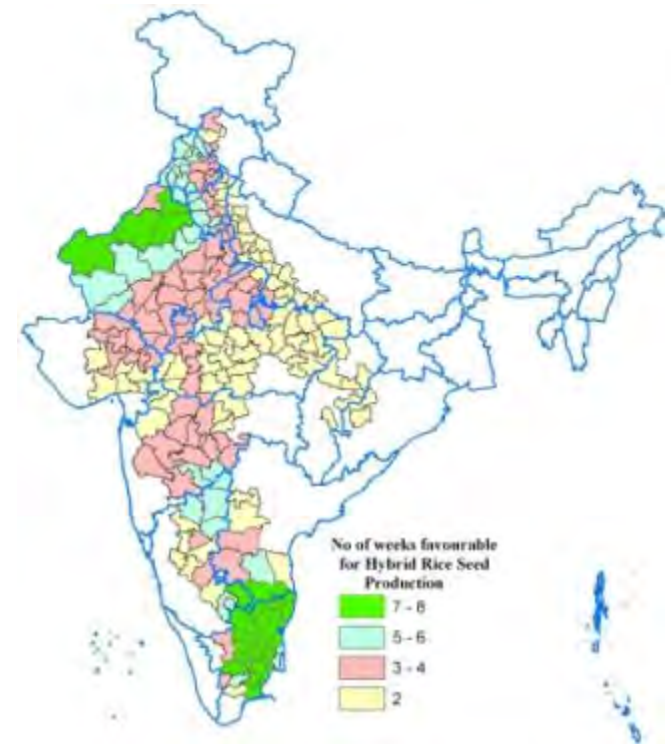 No of weeks favourable
for Hybrid Rice Seed
Production
7 - 8
5 - 6
3 - 4
2